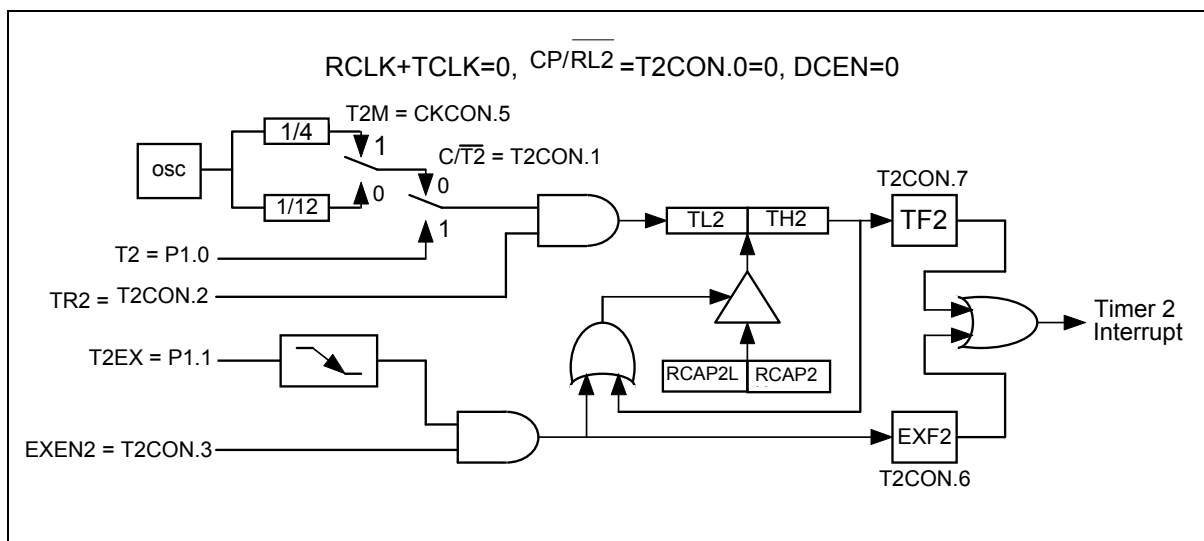 RCLK+TCLK=0, CP/RL2 =T2CON.0=0, DCEN=0
T2M = CKCON.5
1/4
1
osc
C/T2 = T2CON.1
0
0
1/12
1
T2CON.7
TL2
TH2
TF2
T2 = P1.0
TR2 = T2CON.2
Timer 2
Interrupt
T2EX = P1.1
RCAP2L
RCAP2
EXEN2 = T2CON.3
EXF2
T2CON.6